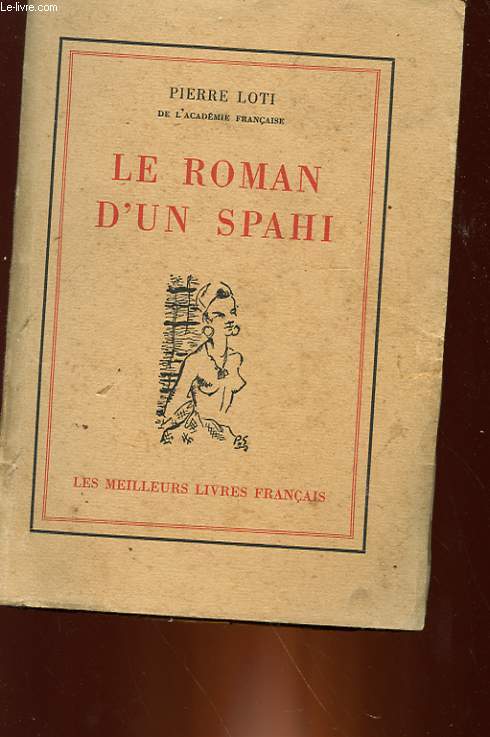 Le-livre.com
PIERRE LOTI
DE L'ACADÉMIE FRANÇAISE
LE ROMAN
D'UN SPAHI
LES MEILLEURS LIVRES FRANÇAIS